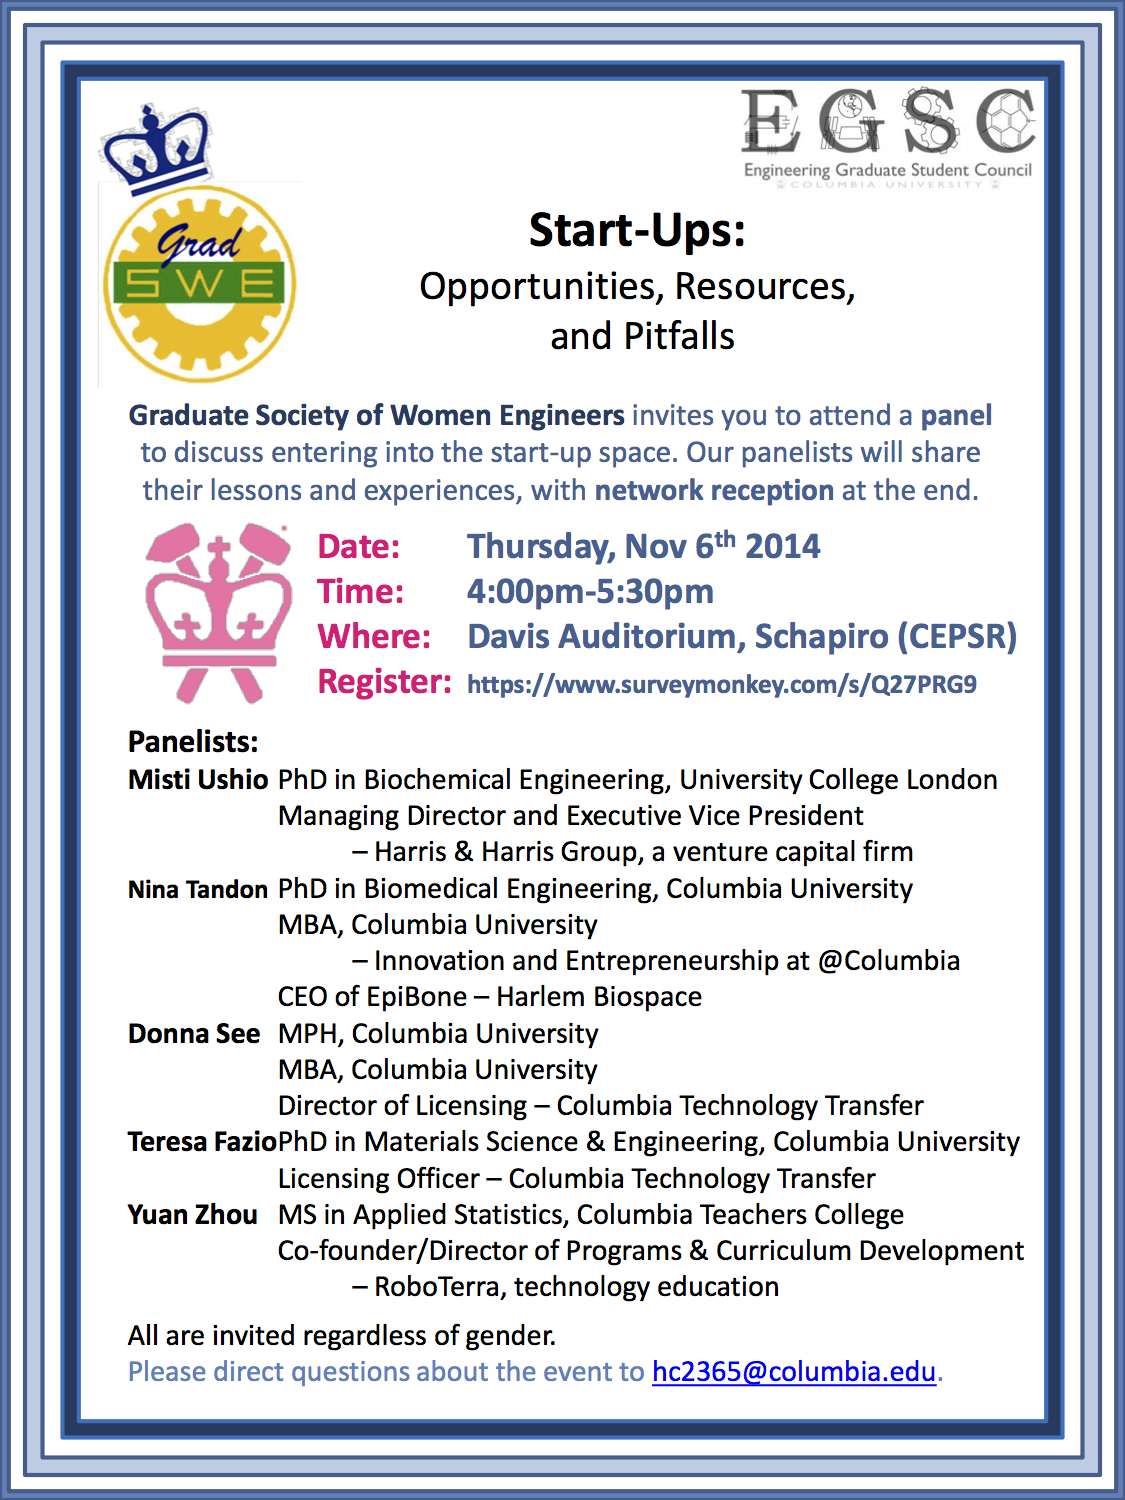 EGSC
Engineering Graduate Student Council
COLUMBIA UNIVERSITY
Grad
SWE
Start-Ups:
Opportunities, Resources,
and Pitfalls
Graduate Society of Women Engineers invites you to attend a panel
to discuss entering into the start-up space. Our panelists will share
their lessons and experiences, with network reception at the end.
Date: Thursday, Nov 6th 2014
Time: 4:00pm-5:30pm
Where: Davis Auditorium, Schapiro (CEPSR)
Register: https://www.surveymonkey.com/s/Q27PRG9
Panelists:
Misti Ushio PhD in Biochemical Engineering, University College London
Managing Director and Executive Vice President
– Harris & Harris Group, a venture capital firm
Nina Tandon PhD in Biomedical Engineering, Columbia University
MBA, Columbia University
– Innovation and Entrepreneurship at @Columbia
CEO of EpiBone – Harlem Biospace
Donna See MPH, Columbia University
MBA, Columbia University
Director of Licensing – Columbia Technology Transfer
Teresa Fazio PhD in Materials Science & Engineering, Columbia University
Licensing Officer – Columbia Technology Transfer
Yuan Zhou MS in Applied Statistics, Columbia Teachers College
Co-founder/Director of Programs & Curriculum Development
– RoboTerra, technology education
All are invited regardless of gender.
Please direct questions about the event to hc2365@columbia.edu.